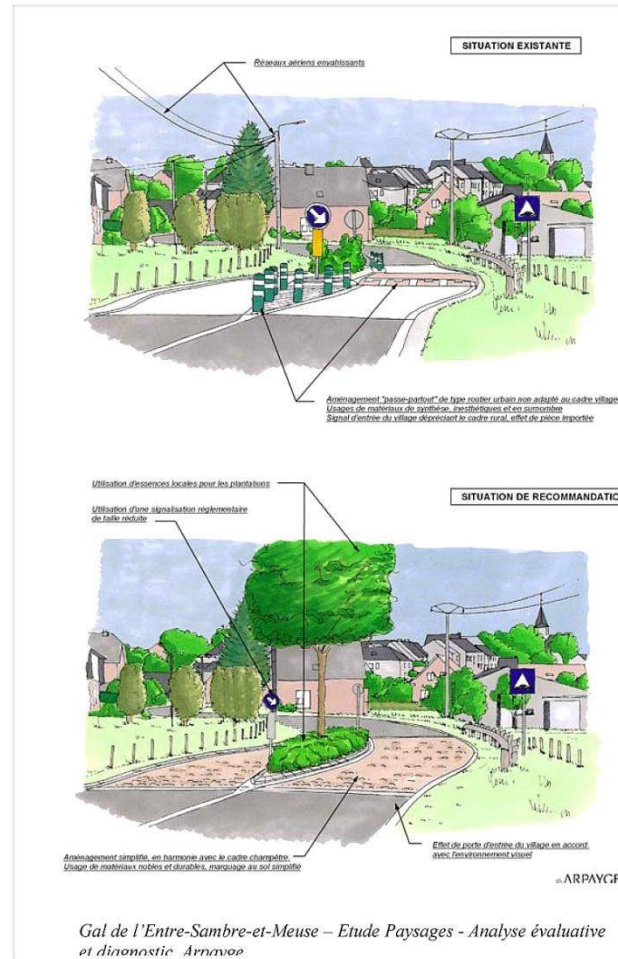 SITUATION EXISTANTE
Réseaux aériens envahissants
Aménagement "passe-partout" de type routier urbain non adapté au cadre village
Usages de matériaux de synthèse, inesthétiques et en surnombre
Signal d'entrée du village dépréciant le cadre rural, effet de pièce importée
Utilisation d'essences locales pour les plantations
SITUATION DE RECOMMANDATIO
Utilisation d'une signalisation réglementaire
de taille réduite
Effet de porte d'entrée du village en accord
avec l'environnement visuel
Aménagement simplifié, en harmonie avec le cadre champêtre
Usage de matériaux nobles et durables, marquage au sol simplifié
© ARPAYGE
Gal de l'Entre-Sambre-et-Meuse – Etude Paysages - Analyse évaluative
et diagnostic Arpayge